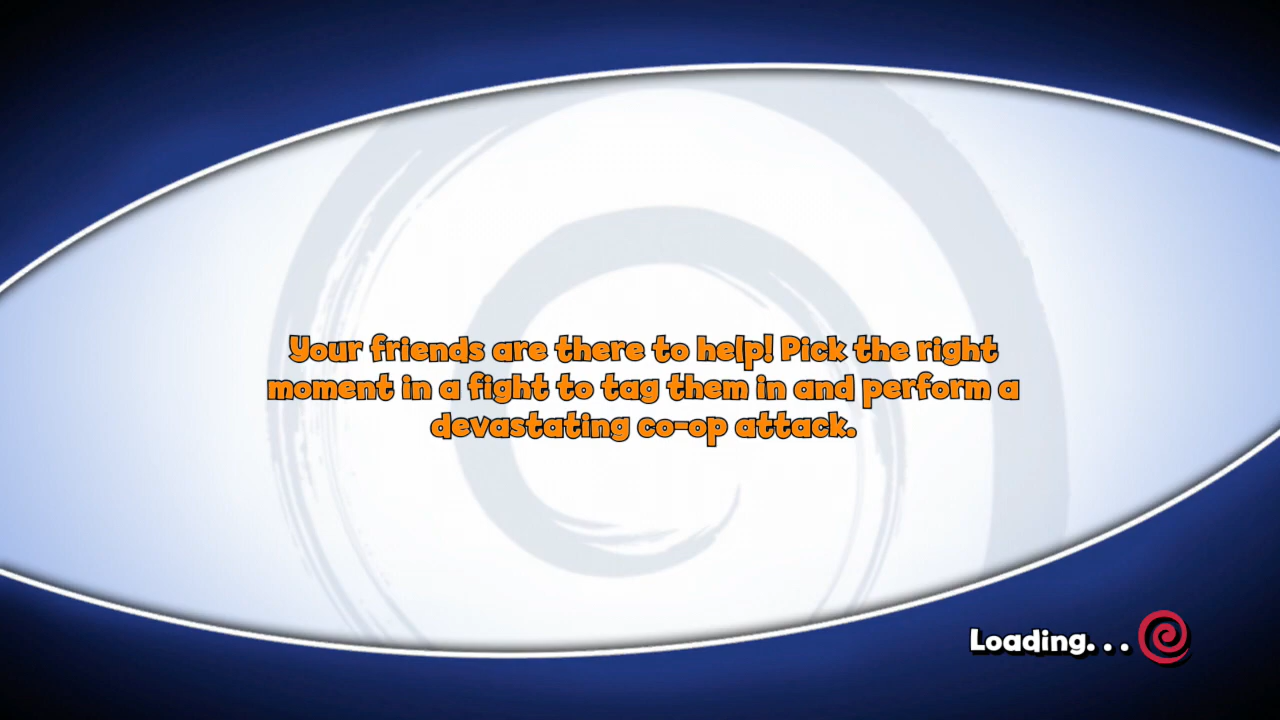 Your friends are there to help! Pick the right
moment in a fight to tag them in and perform a
devastating co-op attack.
Loading. . .